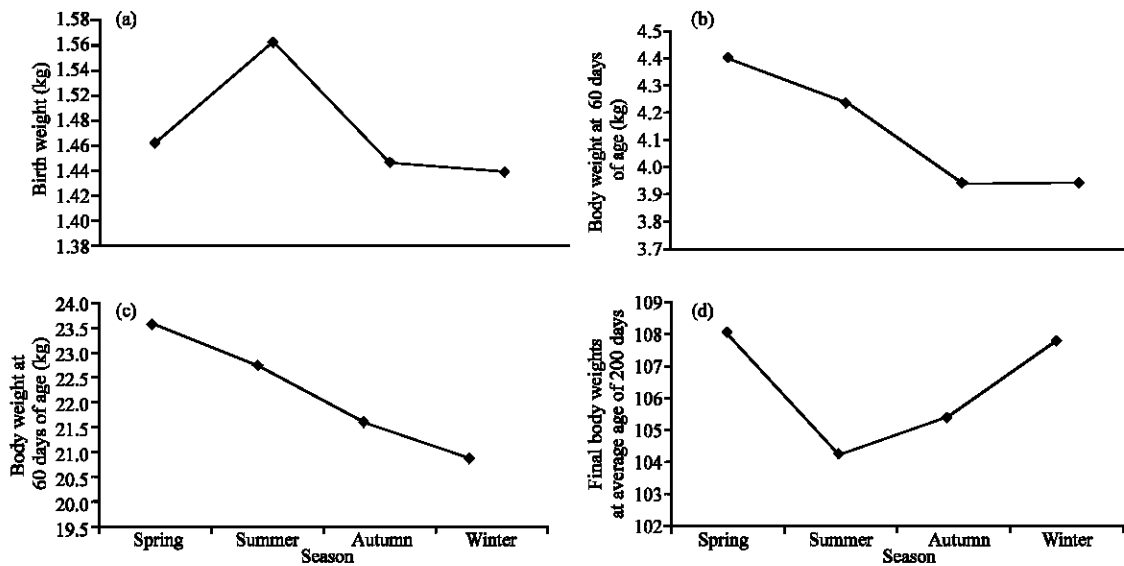 (a)
Birth weight (kg)
1.58
1.56
1.54
1.52
1.48
1.46
1.44
1.42
1.40
1.38
(b)
Body weight at 60 days
of age (kg)
4.5
4.4
4.3
4.2
4.1
4.0
3.9
3.8
3.7
(c)
Body weight at
60 days of age (kg)
24.0
23.5
23.0
22.5
22.0
21.5
21.0
20.5
20.0
19.5
Spring Summer Autumn Winter
Season
(d)
Final body weights
at average age of 200 days
109
108
107
106
105
104
103
102
Spring Summer Autumn Winter
Season